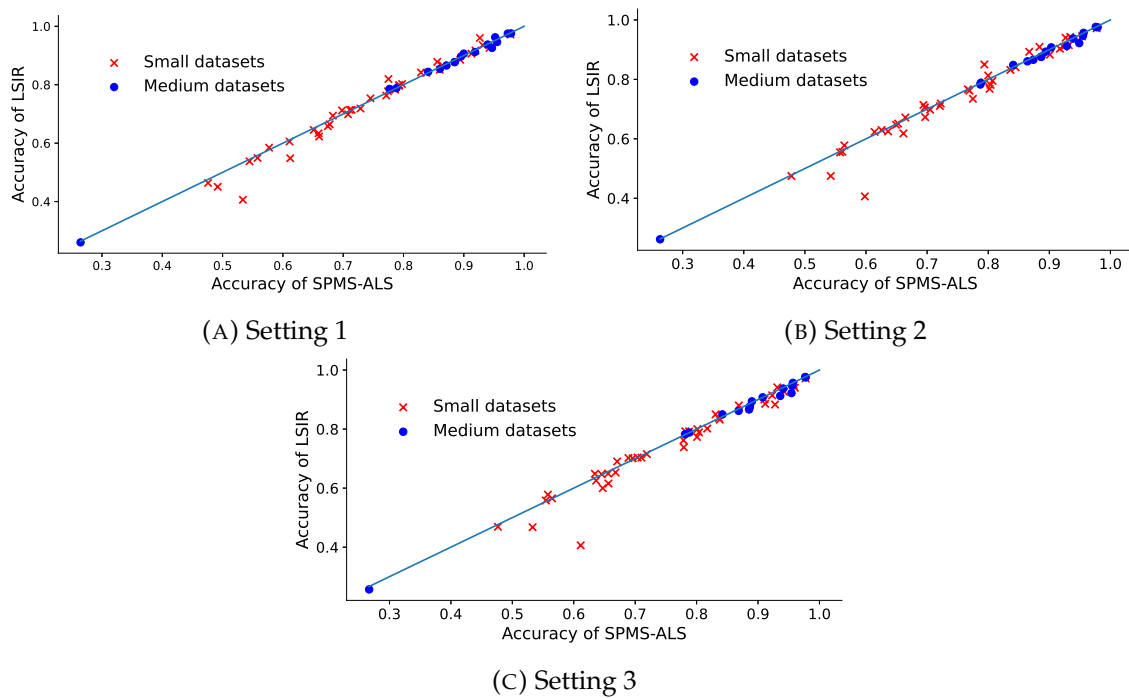 1.0
0.8
0.6
0.4
Accuracy of LSIR
Small datasets
Medium datasets
0.3 0.4 0.5 0.6 0.7 0.8 0.9 1.0
Accuracy of SPMS-ALS
(A) Setting 1
1.0
0.8
0.6
0.4
Accuracy of LSIR
Small datasets
Medium datasets
0.3 0.4 0.5 0.6 0.7 0.8 0.9 1.0
Accuracy of SPMS-ALS
(B) Setting 2
1.0
0.8
0.6
0.4
Accuracy of LSIR
Small datasets
Medium datasets
0.3 0.4 0.5 0.6 0.7 0.8 0.9 1.0
Accuracy of SPMS-ALS
(C) Setting 3